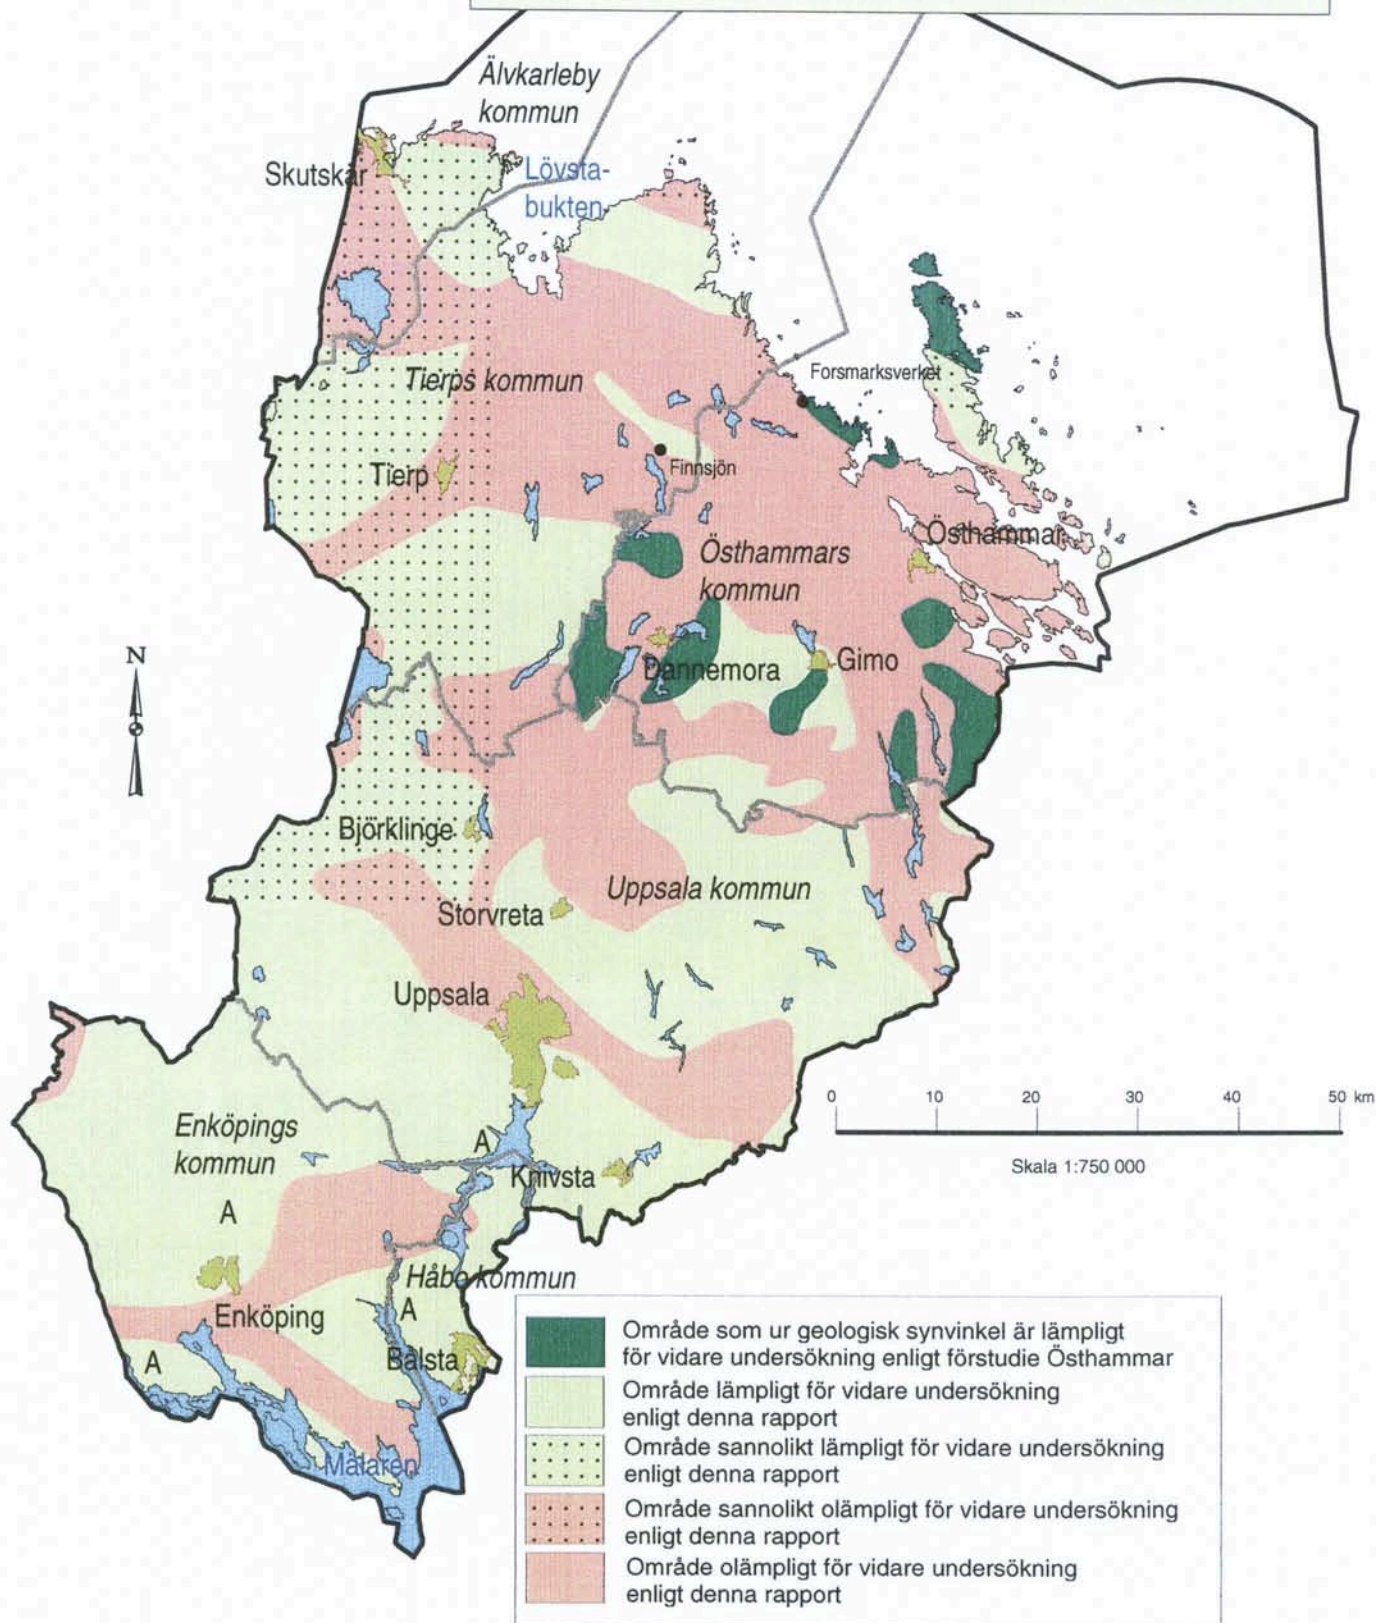 Älvkarleby
kommun
Skutskär
Lövsta-
bukten
Tierps kommun
Forsmarksverket
Tierp
Finnsjön
Östhammar
Östhammars
kommun
N
Dannemora
Gimo
Björklinge
Uppsala kommun
Storvreta
Uppsala
0 10 20 30 40 50 km
Skala 1:750 000
Enköpings
kommun
A
Knivsta
A
Håbo kommun
A
Enköping
A
Bålsta
Mälaren
Område som ur geologisk synvinkel är lämpligt
för vidare undersökning enligt förstudie Östhammar
Område lämpligt för vidare undersökning
enligt denna rapport
Område sannolikt lämpligt för vidare undersökning
enligt denna rapport
Område sannolikt olämpligt för vidare undersökning
enligt denna rapport
Område olämpligt för vidare undersökning
enligt denna rapport